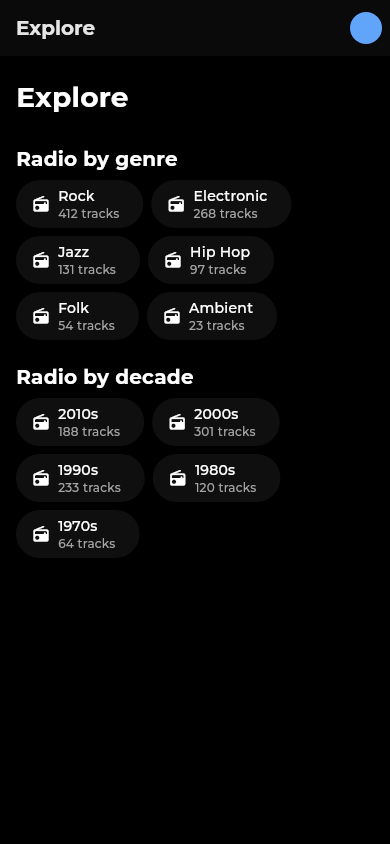 Explore
Explore
Radio by genre
Rock
412 tracks
Electronic
268 tracks
Jazz
131 tracks
Hip Hop
97 tracks
Folk
54 tracks
Ambient
23 tracks
Radio by decade
2010s
188 tracks
2000s
301 tracks
1990s
233 tracks
1980s
120 tracks
1970s
64 tracks